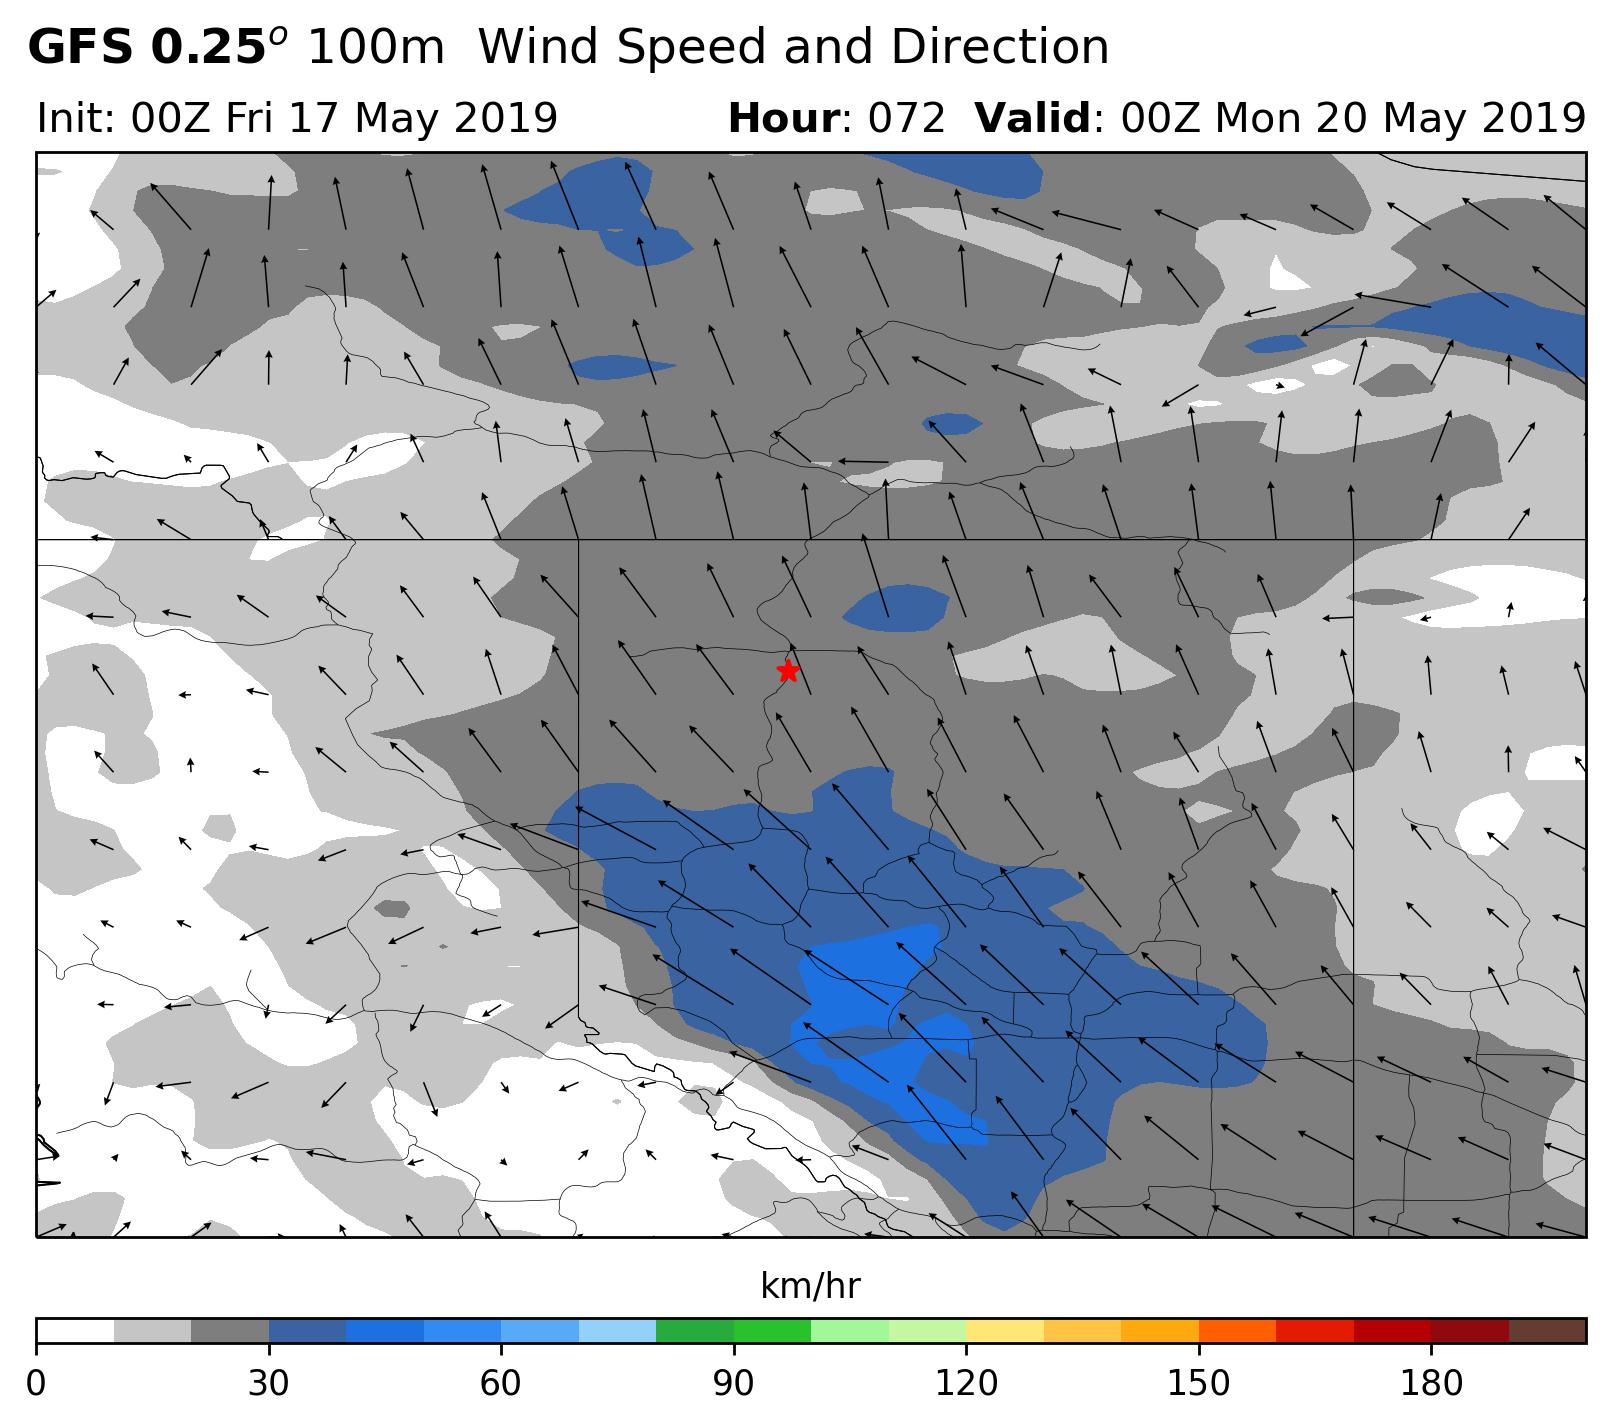 GFS 0.25° 100m Wind Speed and Direction
Init: 00Z Fri 17 May 2019 Hour: 072 Valid: 00Z Mon 20 May 2019
km/hr
0 30 60 90 120 150 180